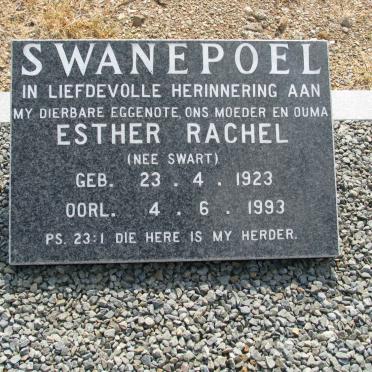 SWANEPOEL
IN LIEFDEVOLLE HERINNERING AAN
MY DIERBARE EGGENOTE, ONS MOEDER EN OUMA
ESTHER RACHEL
(NEE SWART)
GEB. 23 . 4 . 1923
OORL. 4 . 6 . 1993
PS. 23:1 DIE HERE IS MY HERDER.